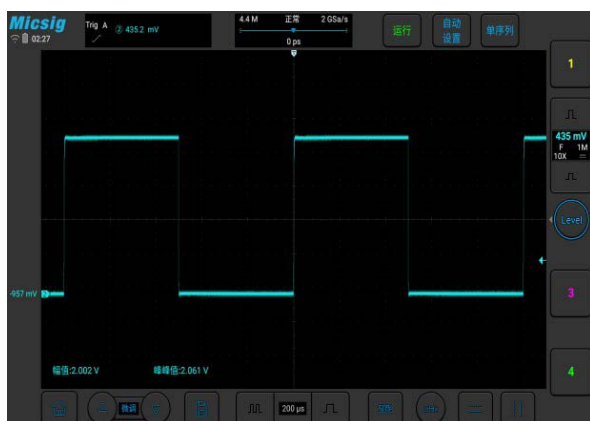 Micsig
02:27
Trig A
② 435.2 mV
4.4 M 正常 2 GSa/s
0 ps
运行
自动
设置
单序列
1
435 mV
F 1M
10X
Level
3
4
-957 mV
2
幅值:2.002 V 峰峰值:2.061 V
微调
200 μs